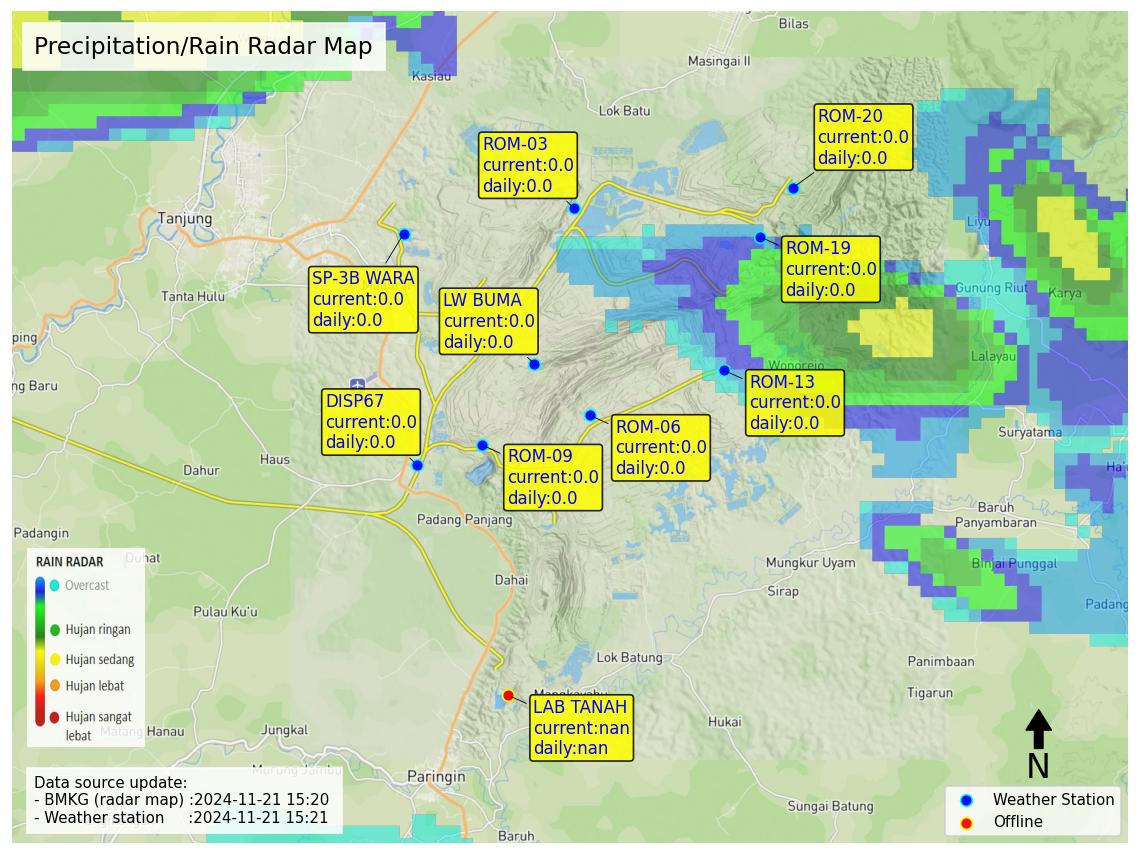 Precipitation/Rain Radar Map
Bilas
Masingai II
Kasiau
Lok Batu
ROM-20
current:0.0
daily:0.0
ROM-03
current:0.0
daily:0.0
Tanjung
Liyu
ROM-19
current:0.0
daily:0.0
SP-3B WARA
current:0.0
daily:0.0
Tanta Hulu
LW BUMA
current:0.0
daily:0.0
Gunung Riut
Karya
ping
Wonorejo
Lalayau
ng Baru
ROM-13
current:0.0
daily:0.0
DISP67
current:0.0
daily:0.0
ROM-06
current:0.0
daily:0.0
Suryatama
ROM-09
current:0.0
daily:0.0
Haus
Dahur
Ha'u
Baruh
Panyambaran
Padang Panjang
Padangin
Duhat
Mungkur Uyam
Binjai Punggal
Dahai
Sirap
Padang
Pulau Ku'u
RAIN RADAR
Overcast
Hujan ringan
Hujan sedang
Hujan lebat
Hujan sangat
lebat
Lok Batung
Panimbaan
Tigarun
Mangkayahu
LAB TANAH
current:nan
daily:nan
Hukai
Matang Hanau
Jungkal
Murung Jambu
Paringin
N
Data source update:
- BMKG (radar map) :2024-11-21 15:20
- Weather station :2024-11-21 15:21
Sungai Batung
Baruh
Weather Station
Offline